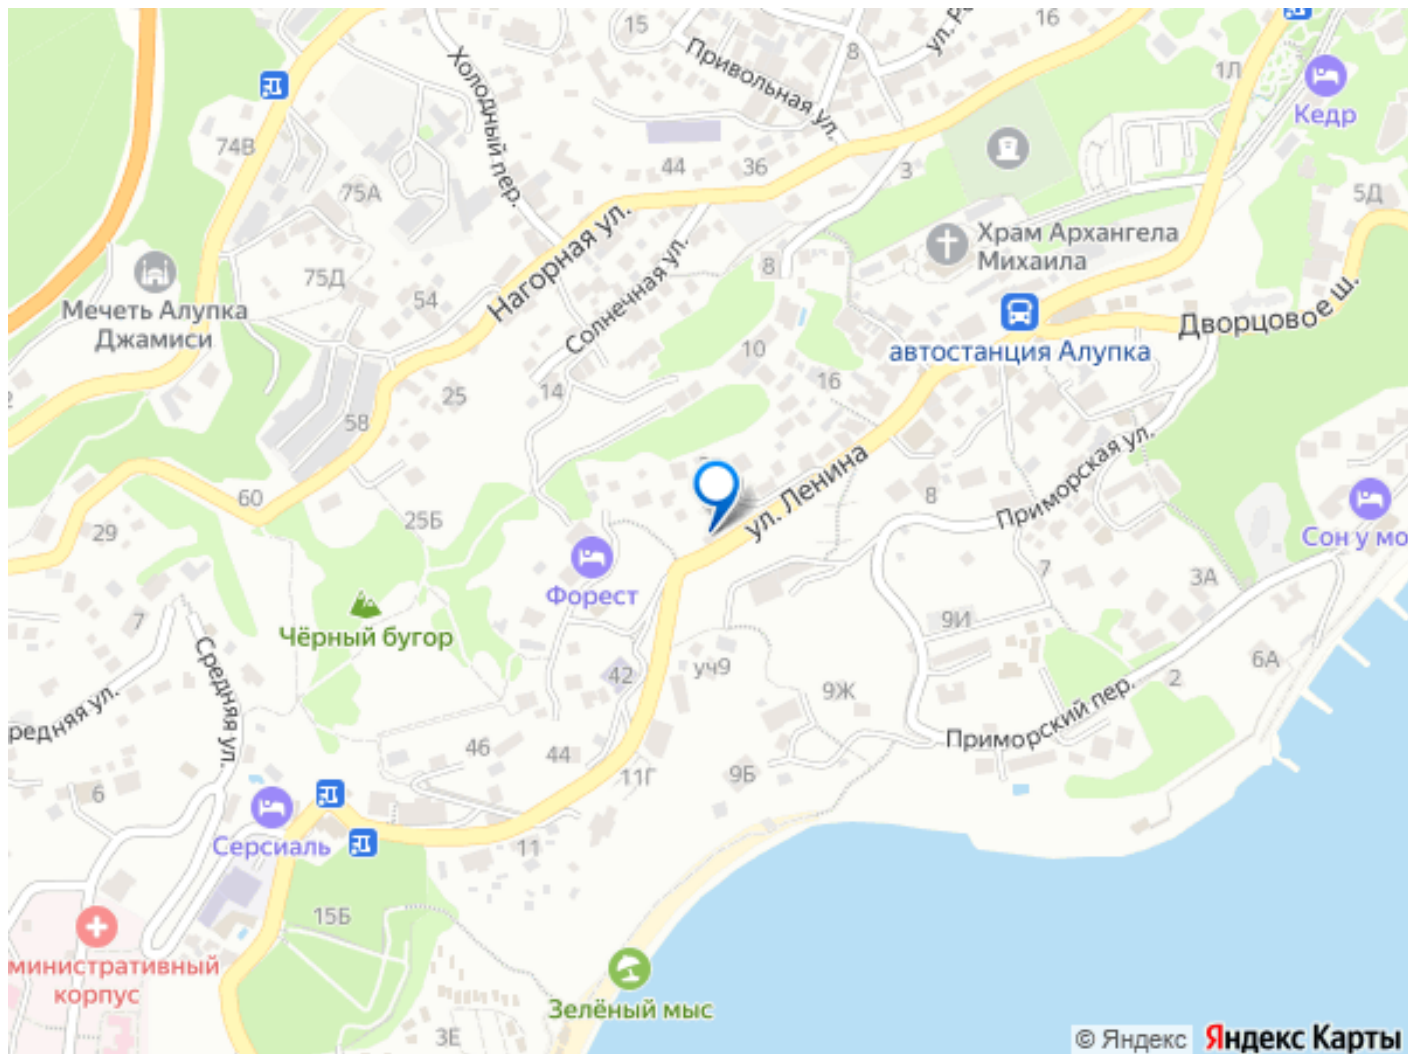 15
16
ул.
8
1Л
Холодный пер.
Привольная ул.
Кедр
74В
44
36
3
75А
5Д
Храм Архангела
Михаила
Нагорная ул.
8
75Д
54
Солнечная ул.
Мечеть Алупка
Джамиси
Дворцовое ш.
автостанция Алупка
10
16
14
25
58
Приморская ул.
ул. Ленина
60
8
25Б
29
Сон у мо
7
3А
Форест
7
Чёрный бугор
9И
6А
Средняя ул.
42
уч9
9Ж
2
редняя ул.
Приморский пер.
46
44
11Г
9Б
6
Серсиаль
11
15Б
министративный
корпус
Зелёный мыс
3Е
© Яндекс Яндекс Карты